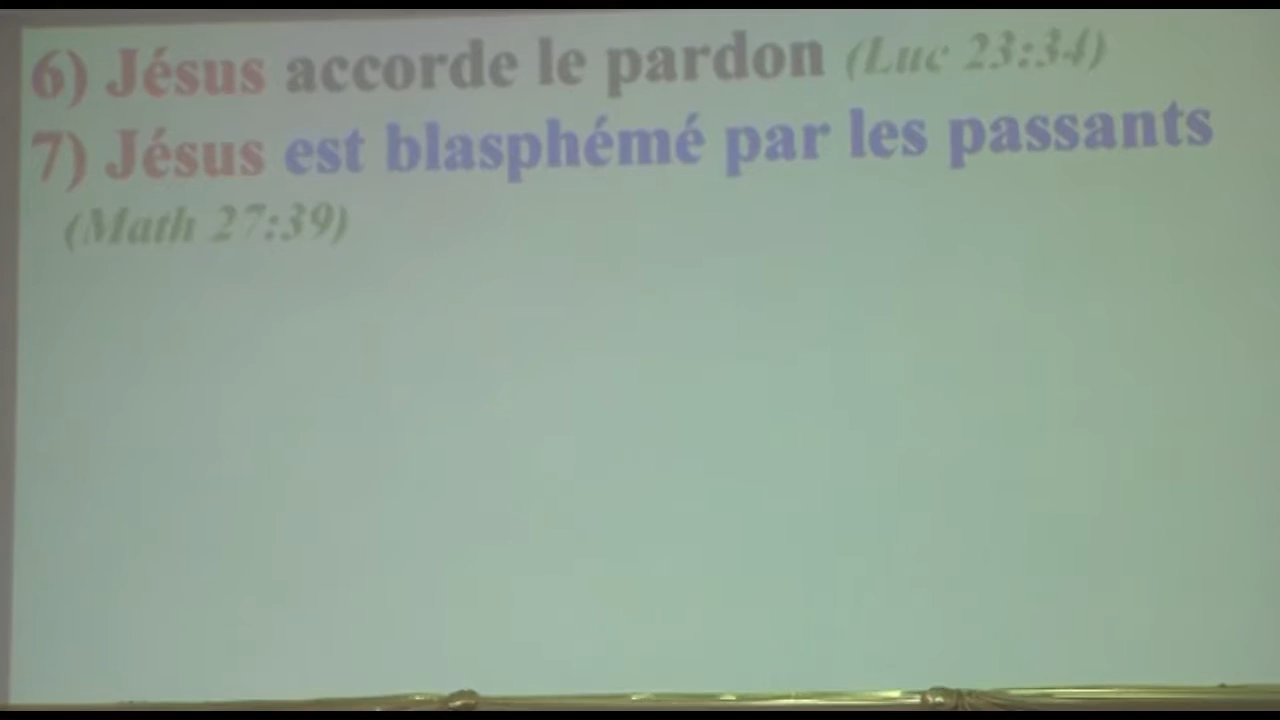 6) Jésus accorde le pardon (Luc 23:34)
7) Jésus est blasphémé par les passants
(Math 27:39)